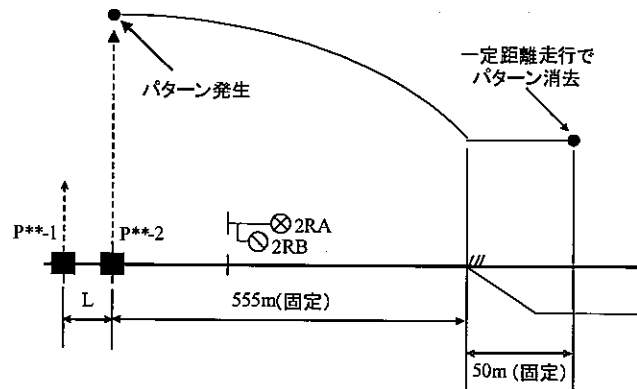 パターン発生
一定距離走行で
パターン消去
P**-1
P**-2
2RA
2RB
L
555m(固定)
50m (固定)